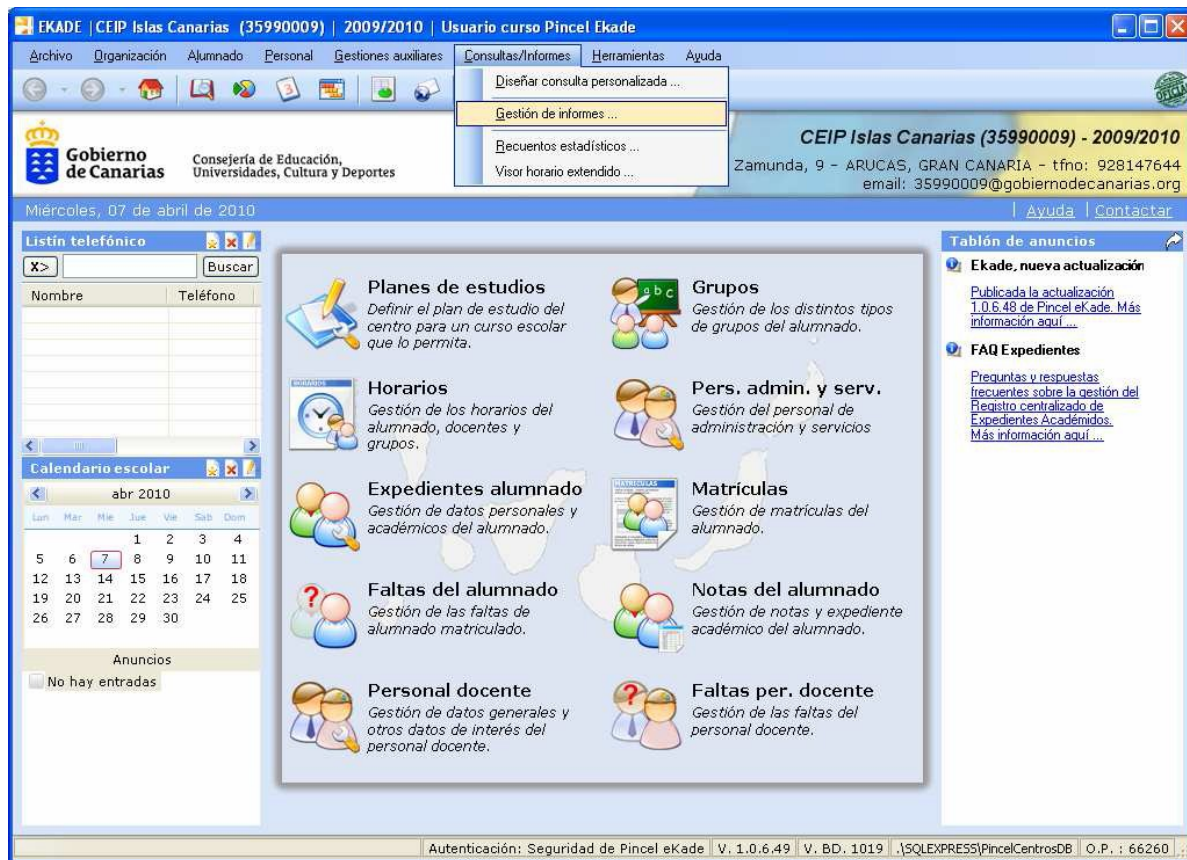 EKADE | CEIP Islas Canarias (35990009) | 2009/2010 | Usuario curso Pincel Ekade
Archivo Organización Alumnado Personal Gestiones auxiliares Consultas/Informes Herramientas Ayuda
Diseñar consulta personalizada ...
Gestión de informes ...
Recuentos estadísticos ...
Visor horario extendido ...
Gobierno
de Canarias
Consejería de Educación,
Universidades, Cultura y Deportes
CEIP Islas Canarias (35990009) - 2009/2010
Zamunda, 9 - ARUCAS, GRAN CANARIA - tfno: 928147644
email: 35990009@gobiernodecanarias.org
Miércoles, 07 de abril de 2010
Ayuda | Contactar
Listín telefónico
X> Buscar
Nombre Teléfono
Calendario escolar
abr 2010
Lun Mar Mie Jue Vie Sab Dom
1 2 3 4
5 6 7 8 9 10 11
12 13 14 15 16 17 18
19 20 21 22 23 24 25
26 27 28 29 30
Anuncios
No hay entradas
Planes de estudios
Definir el plan de estudio del
centro para un curso escolar
que lo permita.
Grupos
Gestión de los distintos tipos
de grupos del alumnado.
HORARIOS
Horarios
Gestión de los horarios del
alumnado, docentes y
grupos.
Pers. admin. y serv.
Gestión del personal de
administración y servicios
Expedientes alumnado
Gestión de datos personales y
académicos del alumnado.
MATRICULAS
Matrículas
Gestión de matrículas del
alumnado.
Faltas del alumnado
Gestión de las faltas de
alumnado matriculado.
Notas del alumnado
Gestión de notas y expediente
académico del alumnado.
Personal docente
Gestión de datos generales y
otros datos de interés del
personal docente.
Faltas per. docente
Gestión de las faltas del
personal docente.
Tablón de anuncios
Ekade, nueva actualización
Publicada la actualización
1.0.6.48 de Pincel eKade. Más
información aquí ...
FAQ Expedientes
Preguntas y respuestas
frecuentes sobre la gestión del
Registro centralizado de
Expedientes Académidos.
Más información aquí ...
Autenticación: Seguridad de Pincel eKade V. 1.0.6.49 V. BD. 1019 .\SQLEXPRESS\PincelCentrosDB O.P. : 66260